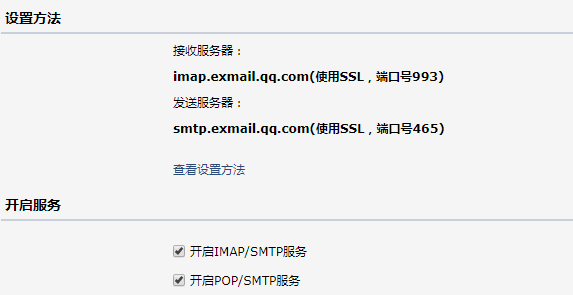 设置方法
接收服务器：
imap.exmail.qq.com(使用SSL，端口号993)
发送服务器：
smtp.exmail.qq.com(使用SSL，端口号465)
查看设置方法
开启服务
开启IMAP/SMTP服务
开启POP/SMTP服务